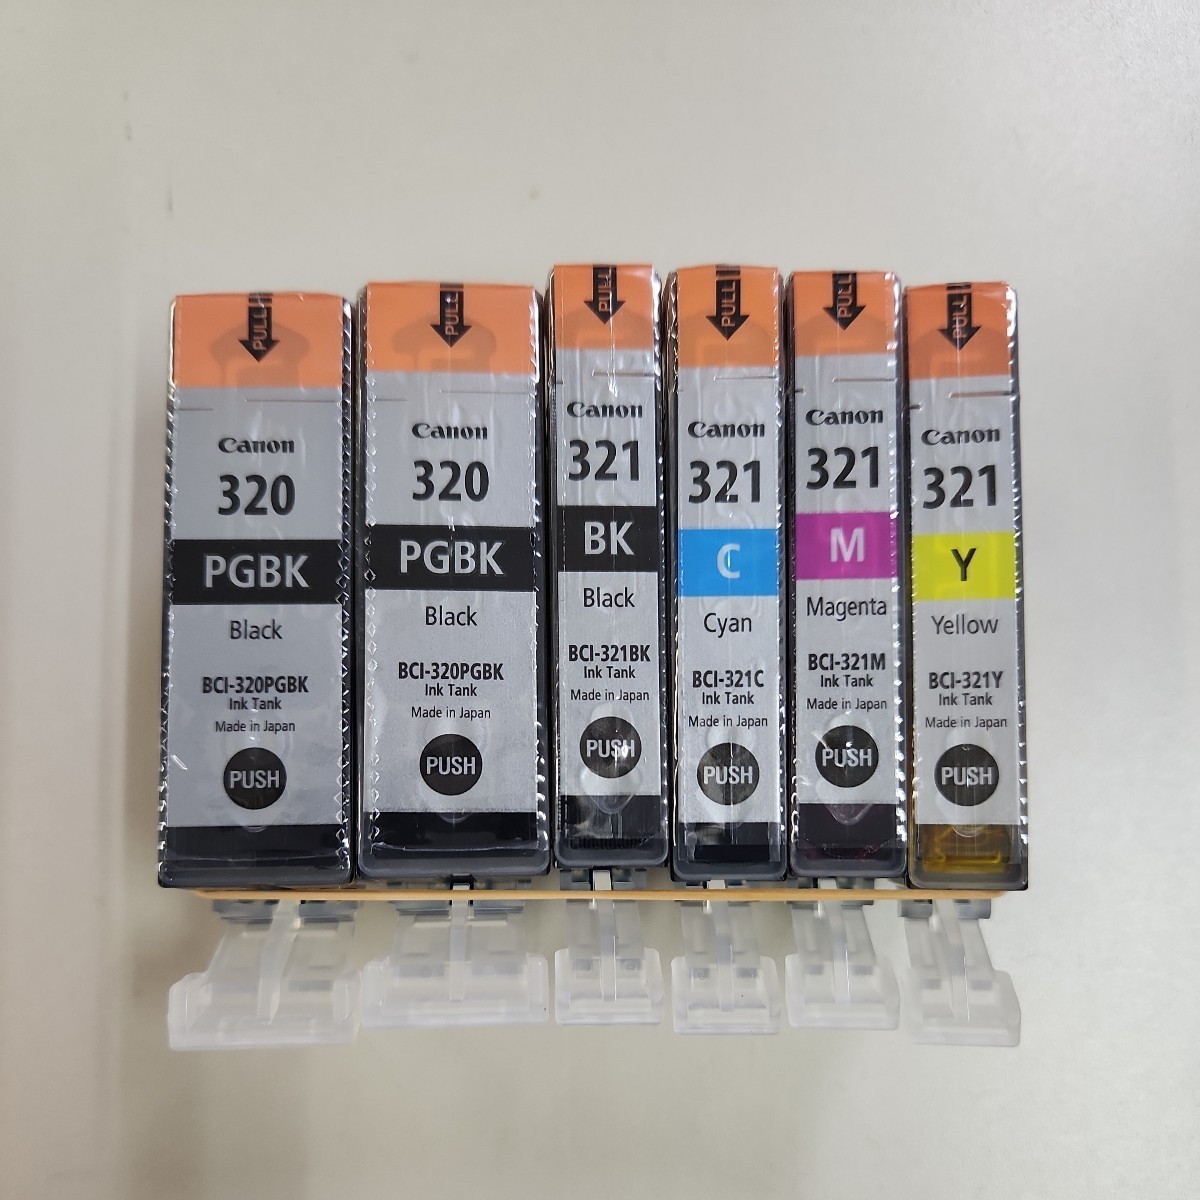 PULL
Canon
320
PGBK
Black
BCI-320PGBK
Ink Tank
Made in Japan
PUSH
PULL
Canon
320
PGBK
Black
BCI-320PGBK
Ink Tank
Made in Japan
PUSH
PULL
Canon
321
BK
Black
BCI-321BK
Ink Tank
Made in Japan
PUSH
PULL
Canon
321
C
Cyan
BCI-321C
Ink Tank
Made in Japan
PUSH
PULL
Canon
321
M
Magenta
BCI-321M
Ink Tank
Made in Japan
PUSH
PULL
Canon
321
Y
Yellow
BCI-321Y
Ink Tank
Made in Japan
PUSH